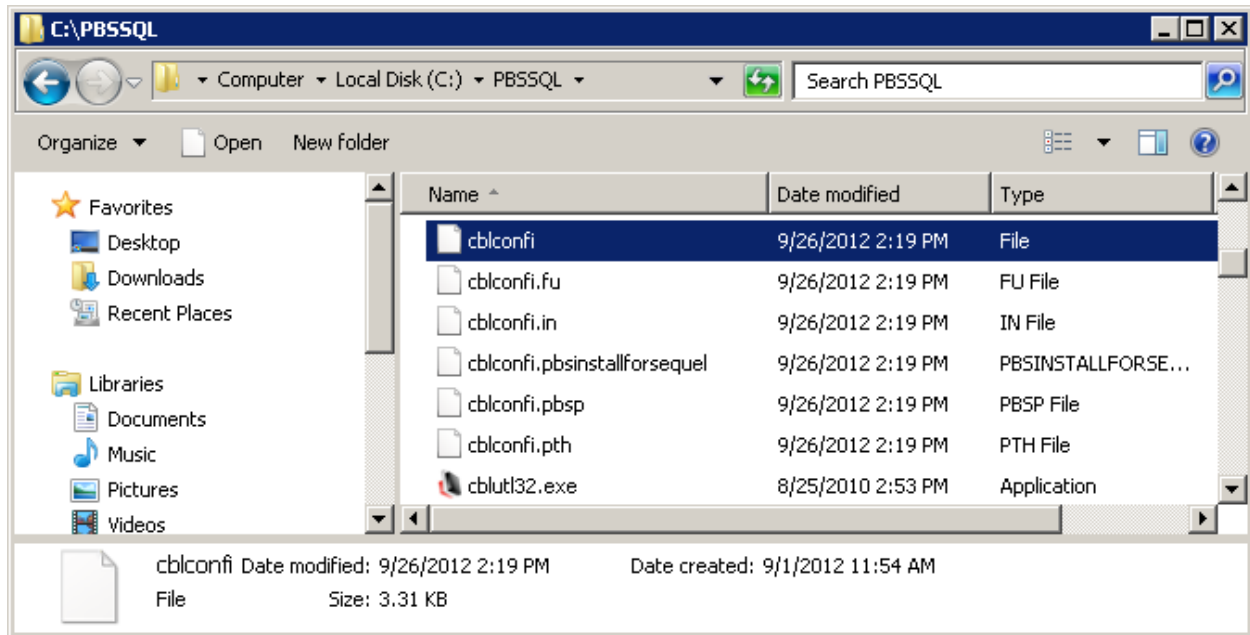 C:\PBSSQL
Computer Local Disk (C:) PBSSQL Search PBSSQL
Organize Open New folder
Favorites
Desktop
Downloads
Recent Places
Libraries
Documents
Music
Pictures
Videos
Name Date modified Type
cblconfi 9/26/2012 2:19 PM File
cblconfi.fu 9/26/2012 2:19 PM FU File
cblconfi.in 9/26/2012 2:19 PM IN File
cblconfi.pbsinstallforsequel 9/26/2012 2:19 PM PBSINSTALLFORSE...
cblconfi.pbsp 9/26/2012 2:19 PM PBSP File
cblconfi.pth 9/26/2012 2:19 PM PTH File
cblutl32.exe 8/25/2010 2:53 PM Application
cblconfi Date modified: 9/26/2012 2:19 PM Date created: 9/1/2012 11:54 AM
File Size: 3.31 KB